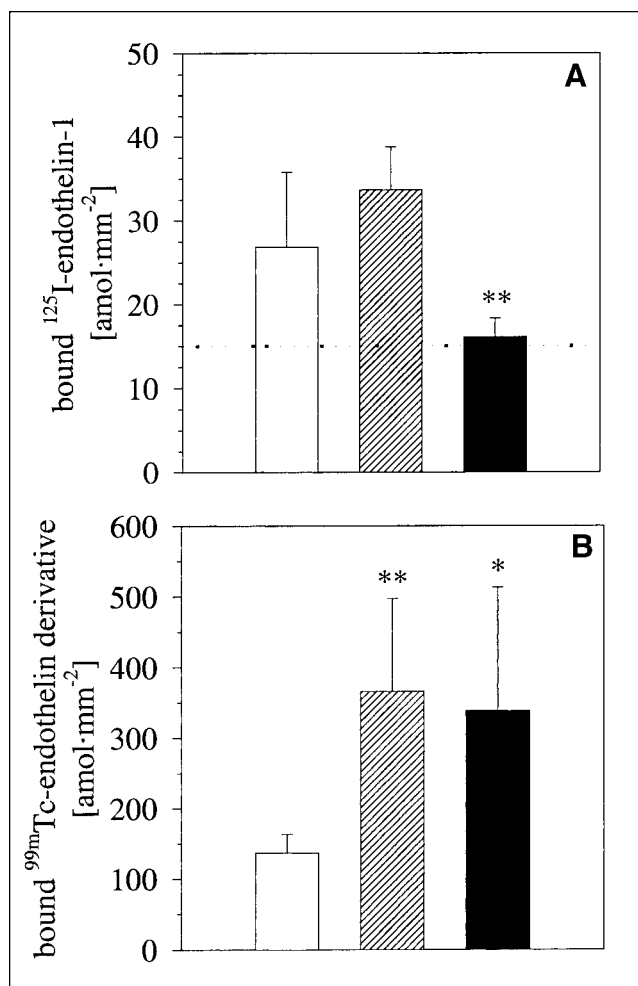 A
bound ¹²⁵I-endothelin-1
[amol·mm⁻²]
50
40
30
20
10
0
**
B
bound ⁹⁹ᵐTc-endothelin derivative
[amol·mm⁻²]
600
500
400
300
200
100
0
**
*